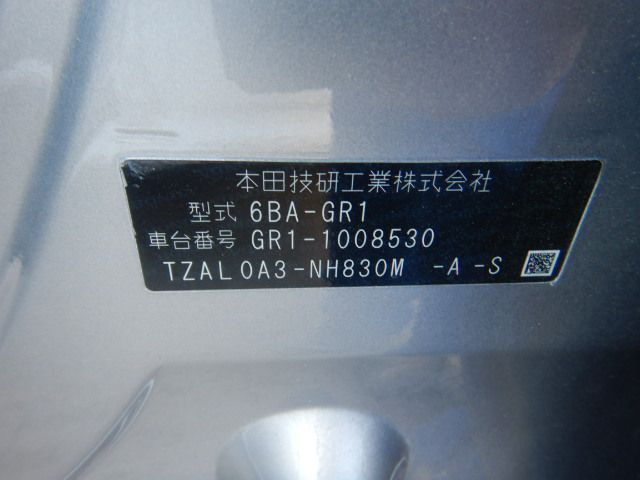 本田技研工業株式会社
型式 6BA-GR1
車台番号 GR1-1008530
TZAL0A3-NH830M -A -S